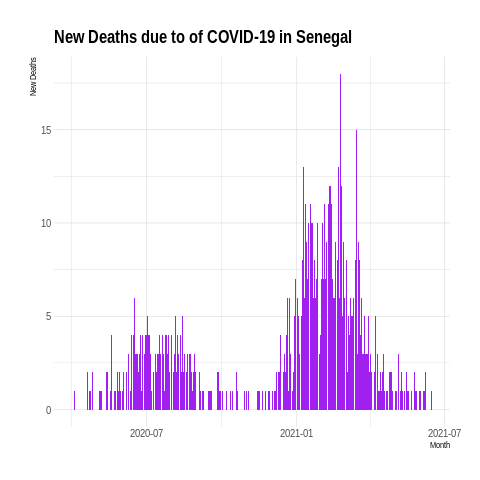 New Deaths due to of COVID-19 in Senegal
New Deaths
15
10
5
0
2020-07
2021-01
2021-07
Month